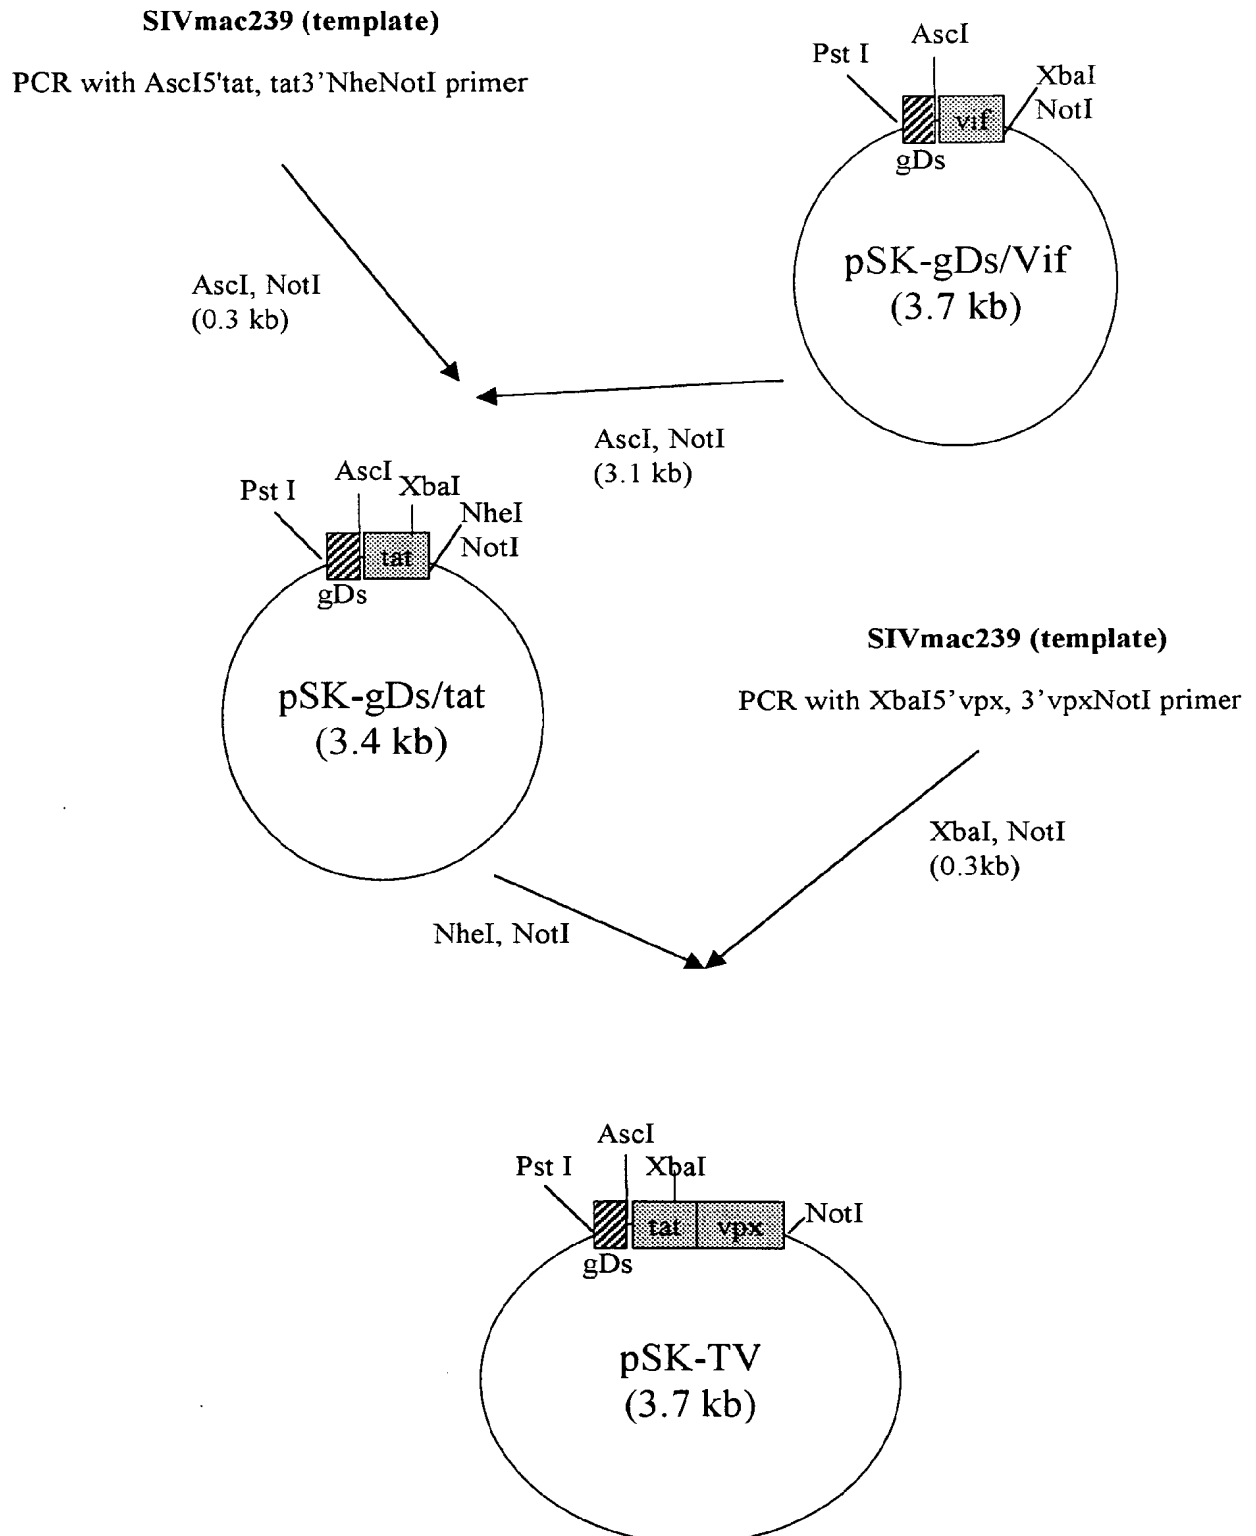 SIVmac239 (template)
PCR with AscI5'tat, tat3’NheNotI primer
AscI
Pst I
XbaI
NotI
vif
gDs
pSK-gDs/Vif
(3.7 kb)
AscI, NotI
(0.3 kb)
AscI, NotI
(3.1 kb)
AscI
XbaI
Pst I
NheI
NotI
tat
gDs
pSK-gDs/tat
(3.4 kb)
SIVmac239 (template)
PCR with XbaI5’vpx, 3’vpxNotI primer
XbaI, NotI
(0.3kb)
NheI, NotI
AscI
Pst I
XbaI
NotI
tat
vpx
gDs
pSK-TV
(3.7 kb)